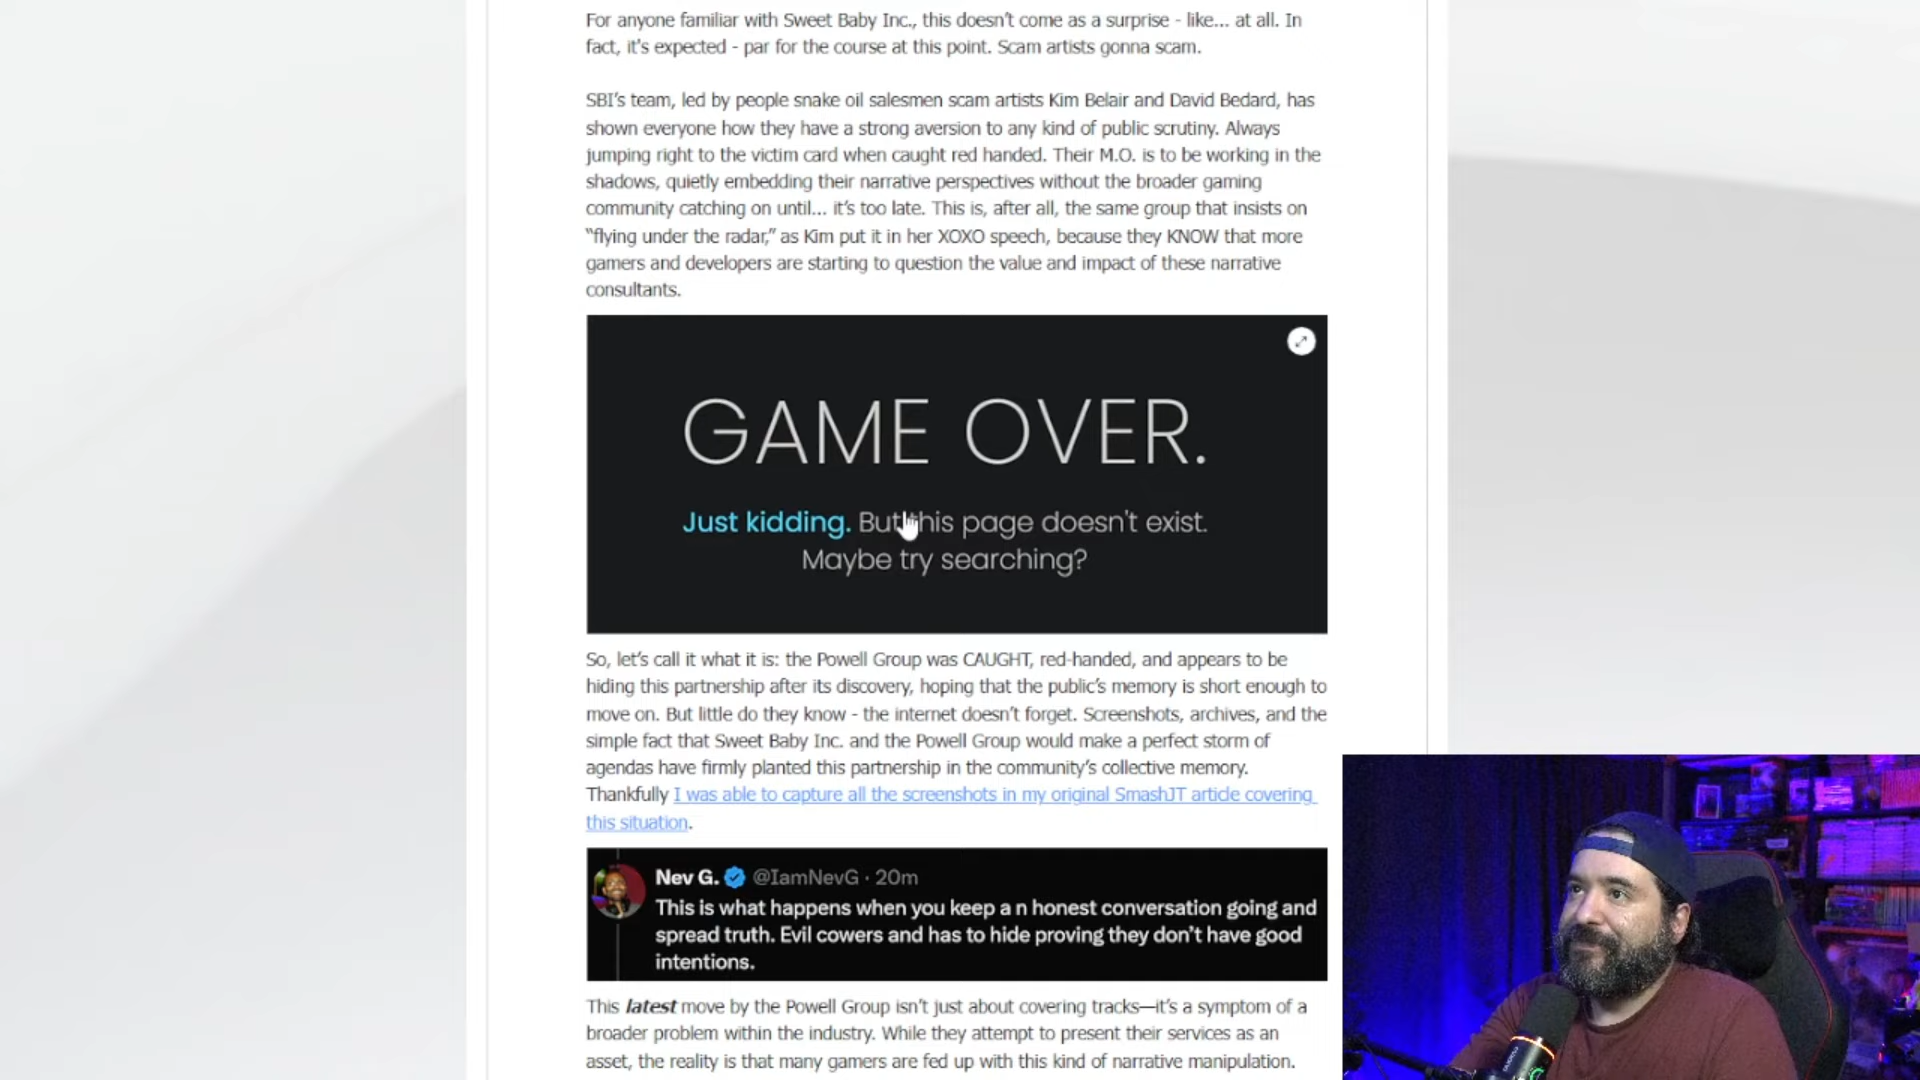 For anyone familiar with Sweet Baby Inc., this doesn't come as a surprise - like... at all. In
fact, it's expected - par for the course at this point. Scam artists gonna scam.
SBI's team, led by people snake oil salesmen scam artists Kim Belair and David Bedard, has
shown everyone how they have a strong aversion to any kind of public scrutiny. Always
jumping right to the victim card when caught red handed. Their M.O. is to be working in the
shadows, quietly embedding their narrative perspectives without the broader gaming
community catching on until... it's too late. This is, after all, the same group that insists on
"flying under the radar," as Kim put it in her XOXO speech, because they KNOW that more
gamers and developers are starting to question the value and impact of these narrative
consultants.
GAME OVER.
Just kidding. But this page doesn't exist.
Maybe try searching?
So, let's call it what it is: the Powell Group was CAUGHT, red-handed, and appears to be
hiding this partnership after its discovery, hoping that the public's memory is short enough to
move on. But little do they know - the internet doesn't forget. Screenshots, archives, and the
simple fact that Sweet Baby Inc. and the Powell Group would make a perfect storm of
agendas have firmly planted this partnership in the community's collective memory.
Thankfully I was able to capture all the screenshots in my original SmashJT article covering
this situation.
Nev G. @IamNevG · 20m
This is what happens when you keep a n honest conversation going and
spread truth. Evil cowers and has to hide proving they don't have good
intentions.
This latest move by the Powell Group isn't just about covering tracks—it's a symptom of a
broader problem within the industry. While they attempt to present their services as an
asset, the reality is that many gamers are fed up with this kind of narrative manipulation.